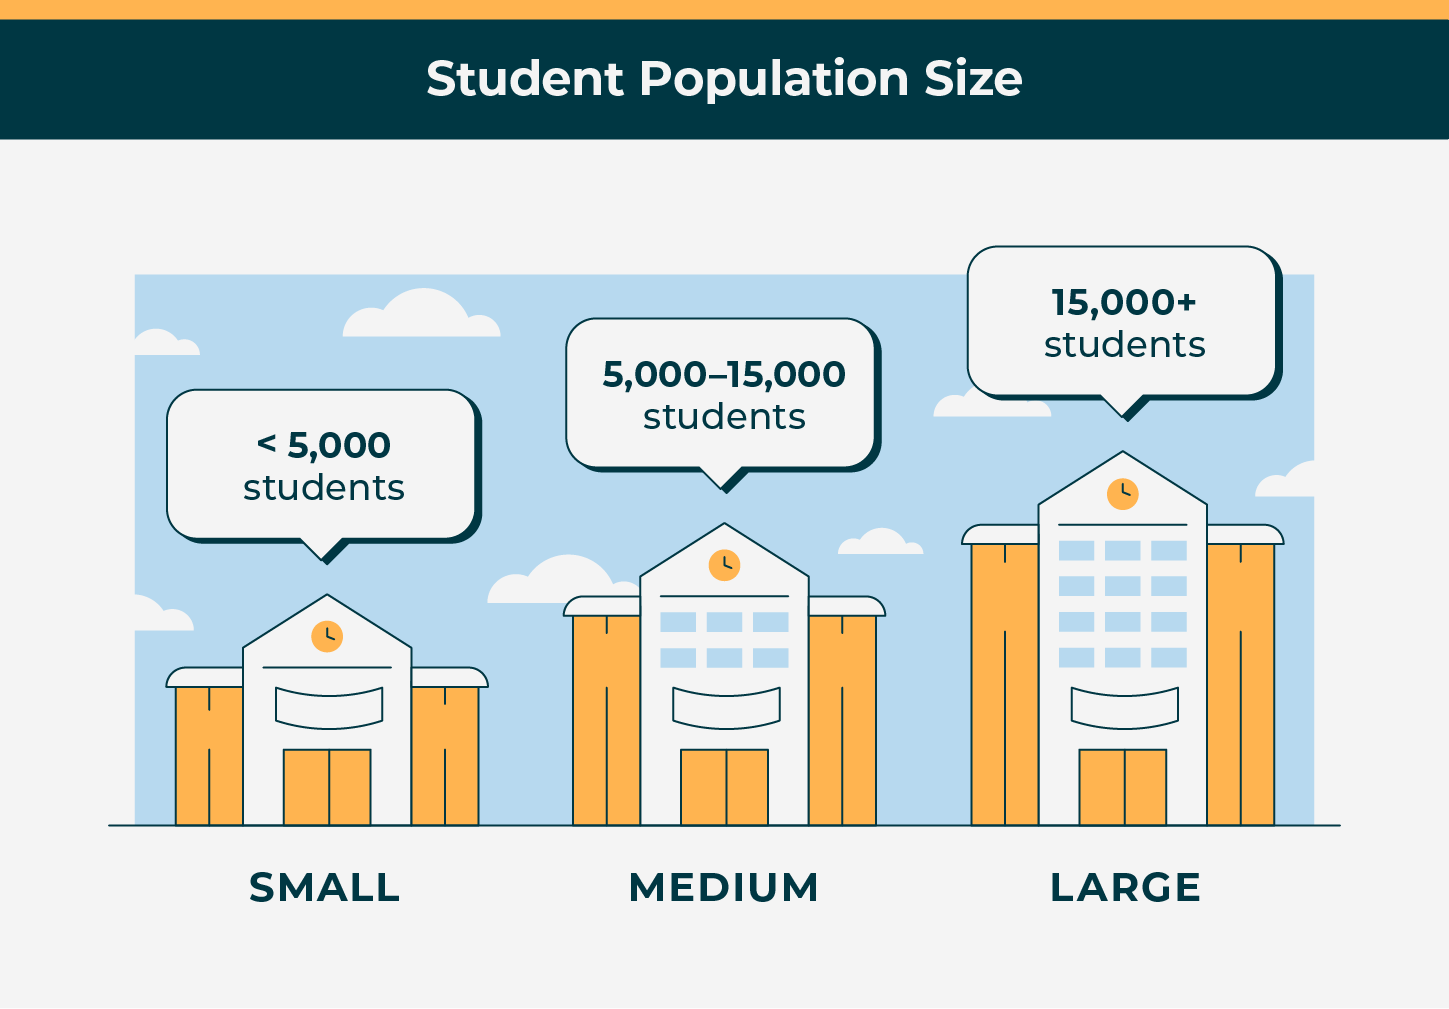 Student Population Size
< 5,000
students
5,000–15,000
students
15,000+
students
SMALL
MEDIUM
LARGE